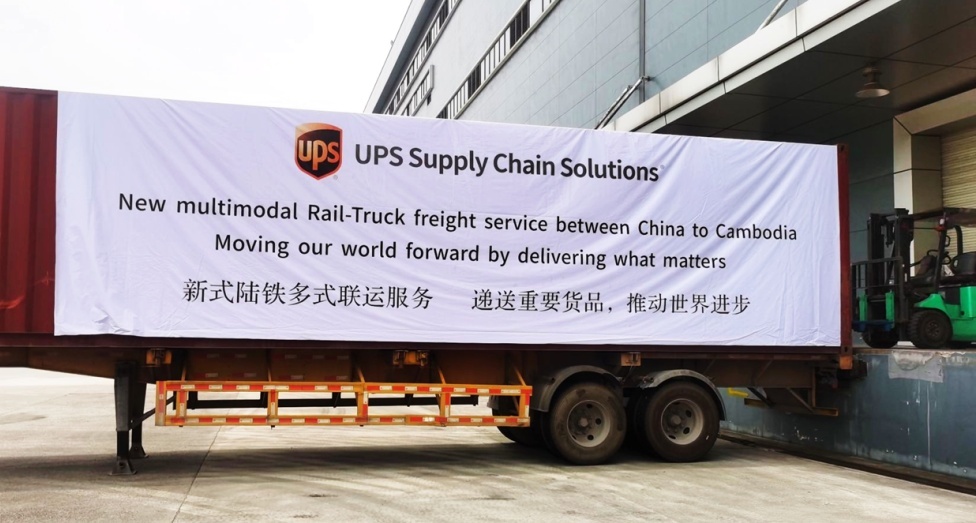 ups UPS Supply Chain Solutions®
New multimodal Rail-Truck freight service between China to Cambodia
Moving our world forward by delivering what matters
新式陆铁多式联运服务 递送重要货品，推动世界进步